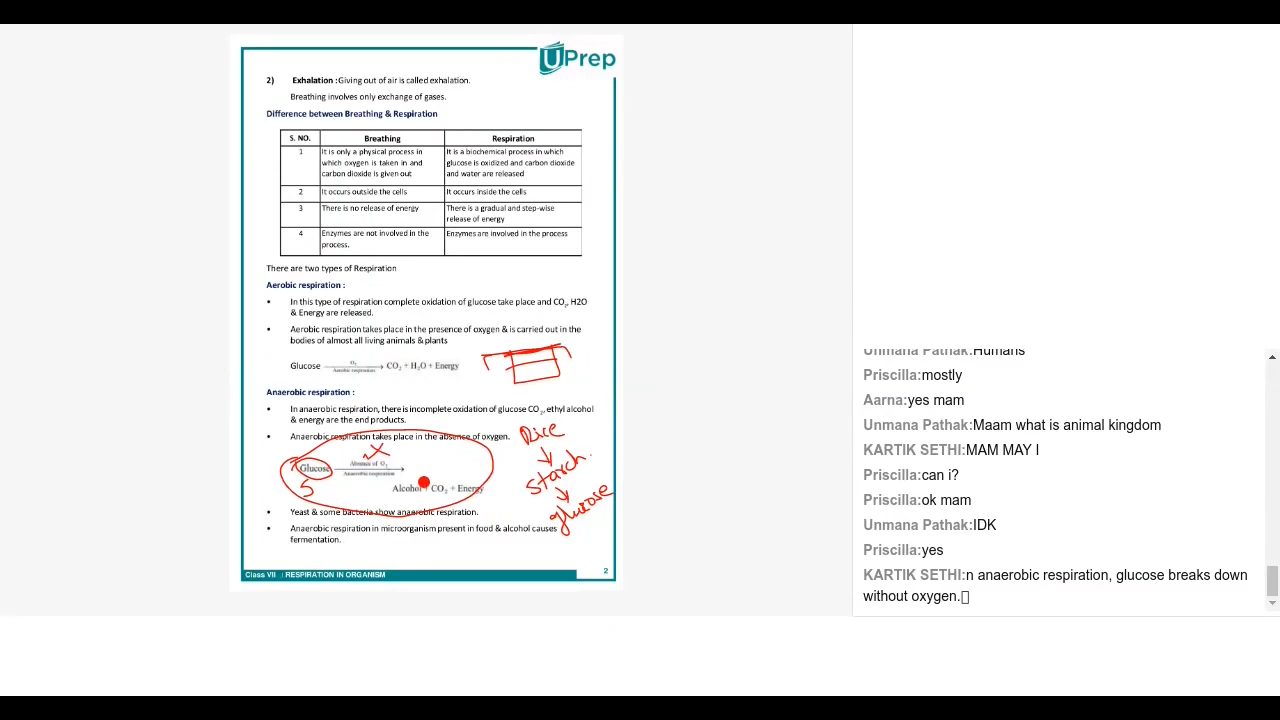 UPrep
2) Exhalation : Giving out of air is called exhalation.
Breathing involves only exchange of gases.
Difference between Breathing & Respiration
S. NO. Breathing Respiration
1 It is only a physical process in which oxygen is taken in and carbon dioxide is given out It is a biochemical process in which glucose is oxidized and carbon dioxide and water are released
2 It occurs outside the cells It occurs inside the cells
3 There is no release of energy There is a gradual and step-wise release of energy
4 Enzymes are not involved in the process. Enzymes are involved in the process
There are two types of Respiration
Aerobic respiration :
• In this type of respiration complete oxidation of glucose take place and CO₂, H2O
& Energy are released.
• Aerobic respiration takes place in the presence of oxygen & is carried out in the
bodies of almost all living animals & plants
Glucose O₂ Aerobic respiration → CO₂ + H₂O + Energy
Anaerobic respiration :
• In anaerobic respiration, there is incomplete oxidation of glucose CO₂, ethyl alcohol
& energy are the end products.
• Anaerobic respiration takes place in the absence of oxygen.
Glucose Absence of O₂ Anaerobic respiration →
Alcohol + CO₂ + Energy
Rice
↓
Starch
↓
glucose
• Yeast & some bacteria show anaerobic respiration.
• Anaerobic respiration in microorganism present in food & alcohol causes
fermentation.
2
Class VII | RESPIRATION IN ORGANISM
Unmana Pathak:Humans
Priscilla:mostly
Aarna:yes mam
Unmana Pathak:Maam what is animal kingdom
KARTIK SETHI:MAM MAY I
Priscilla:can i?
Priscilla:ok mam
Unmana Pathak:IDK
Priscilla:yes
KARTIK SETHI:n anaerobic respiration, glucose breaks down
without oxygen.